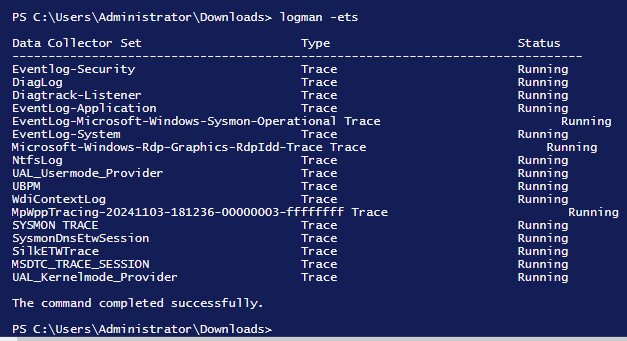 PS C:\Users\Administrator\Downloads> logman -ets
Data Collector Set Type Status
-------------------------------------------------------------------------------
Eventlog-Security Trace Running
DiagLog Trace Running
Diagtrack-Listener Trace Running
EventLog-Application Trace Running
EventLog-Microsoft-Windows-Sysmon-Operational Trace Running
EventLog-System Trace Running
Microsoft-Windows-Rdp-Graphics-RdpIdd-Trace Trace Running
NtfsLog Trace Running
UAL_Usermode_Provider Trace Running
UBPM Trace Running
WdiContextLog Trace Running
MpWppTracing-20241103-181236-00000003-ffffffff Trace Running
SYSMON TRACE Trace Running
SysmonDnsEtwSession Trace Running
SilkETWTrace Trace Running
MSDTC_TRACE_SESSION Trace Running
UAL_Kernelmode_Provider Trace Running
The command completed successfully.
PS C:\Users\Administrator\Downloads>